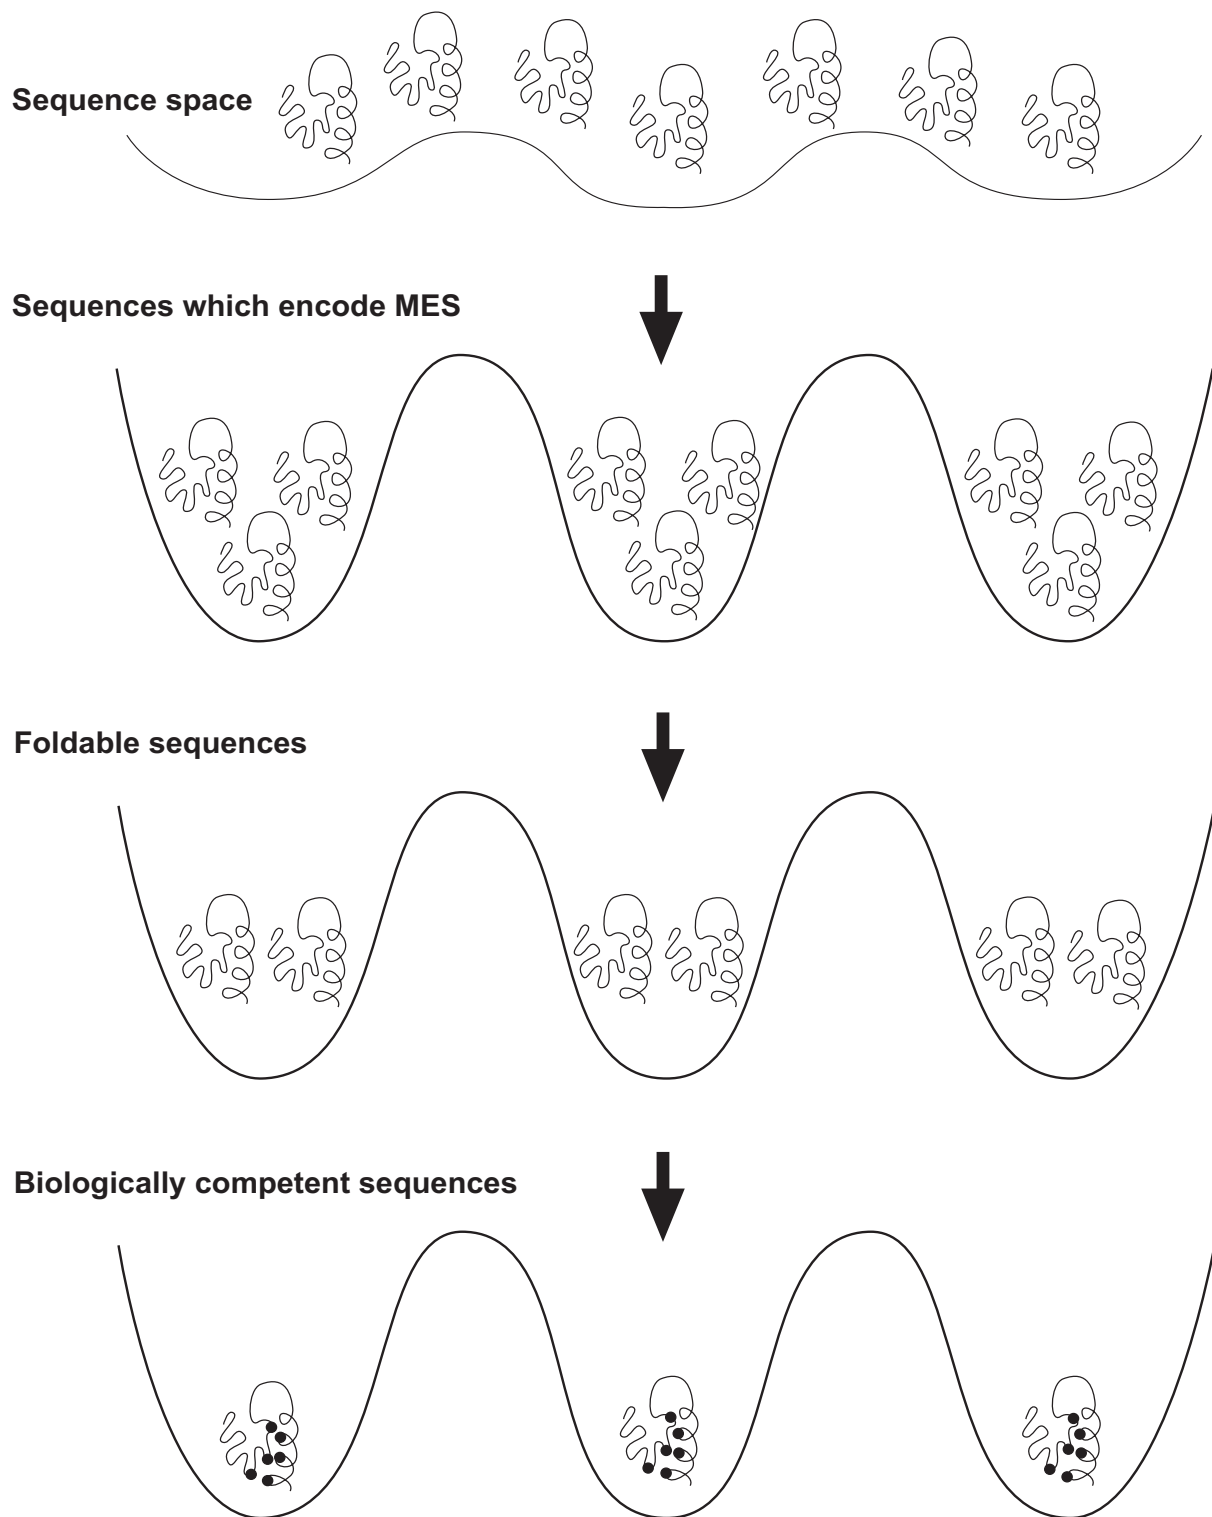 Sequence space
Sequences which encode MES
Foldable sequences
Biologically competent sequences